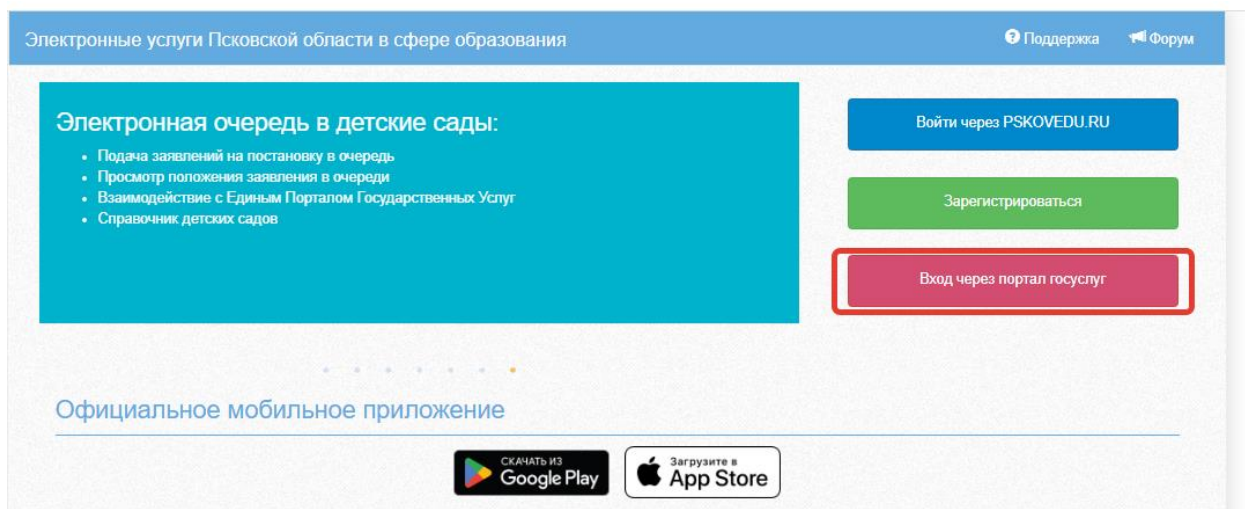 Электронные услуги Псковской области в сфере образования
Поддержка
Форум
Электронная очередь в детские сады:
Подача заявлений на постановку в очередь
Просмотр положения заявления в очереди
Взаимодействие с Единым Порталом Государственных Услуг
Справочник детских садов
Войти через PSKOVEDU.RU
Зарегистрироваться
Вход через портал госуслуг
Официальное мобильное приложение
СКАЧАТЬ ИЗ
Google Play
Загрузите в
App Store